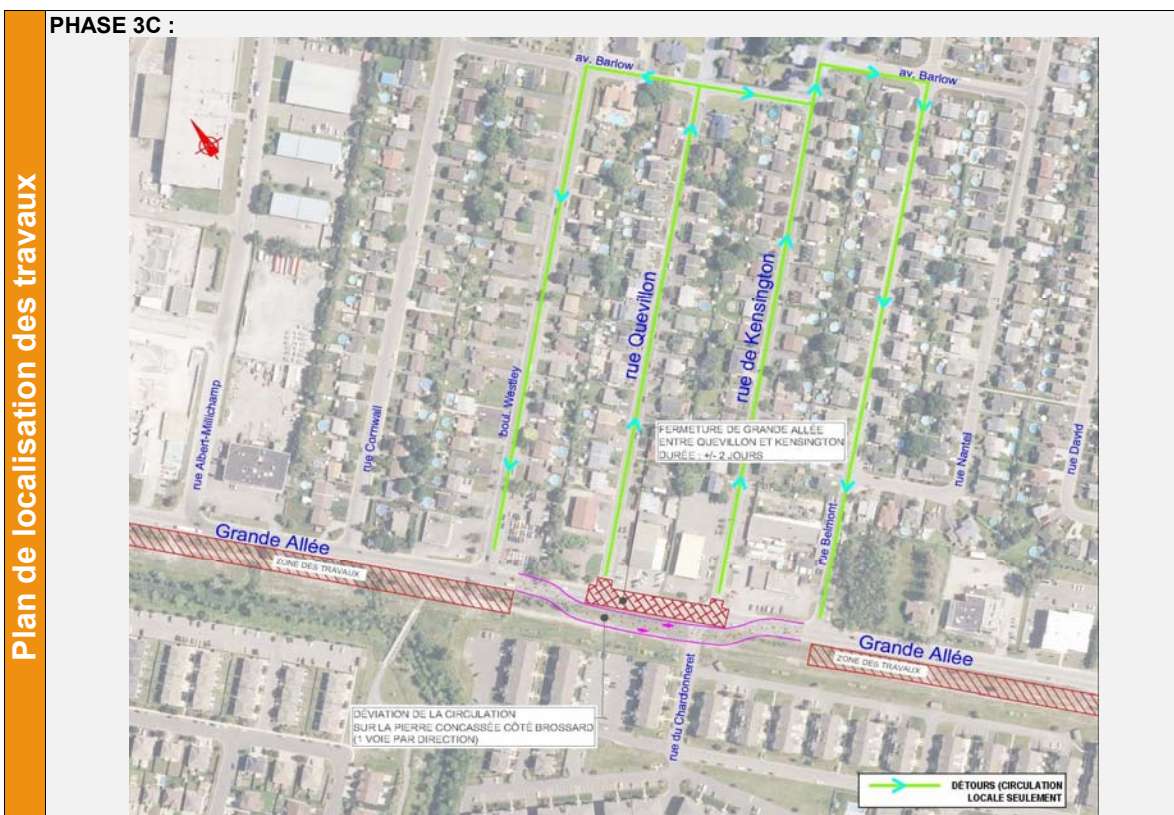 Plan de localisation des travaux
PHASE 3C :
av. Barlow
av. Barlow
rue Quevillon
rue de Kensington
boul. Westley
rue Cornwall
rue Albert-Millichamp
FERMETURE DE GRANDE ALLÉE
ENTRE QUEVILLON ET KENSINGTON
DURÉE : +/- 2 JOURS
rue Nantel
rue David
rue Belmont
Grande Allée
ZONE DES TRAVAUX
Grande Allée
ZONE DES TRAVAUX
rue du Chardonneret
DÉVIATION DE LA CIRCULATION
SUR LA PIERRE CONCASSÉE CÔTÉ BROSSARD
(1 VOIE PAR DIRECTION)
DÉTOURS (CIRCULATION
LOCALE SEULEMENT